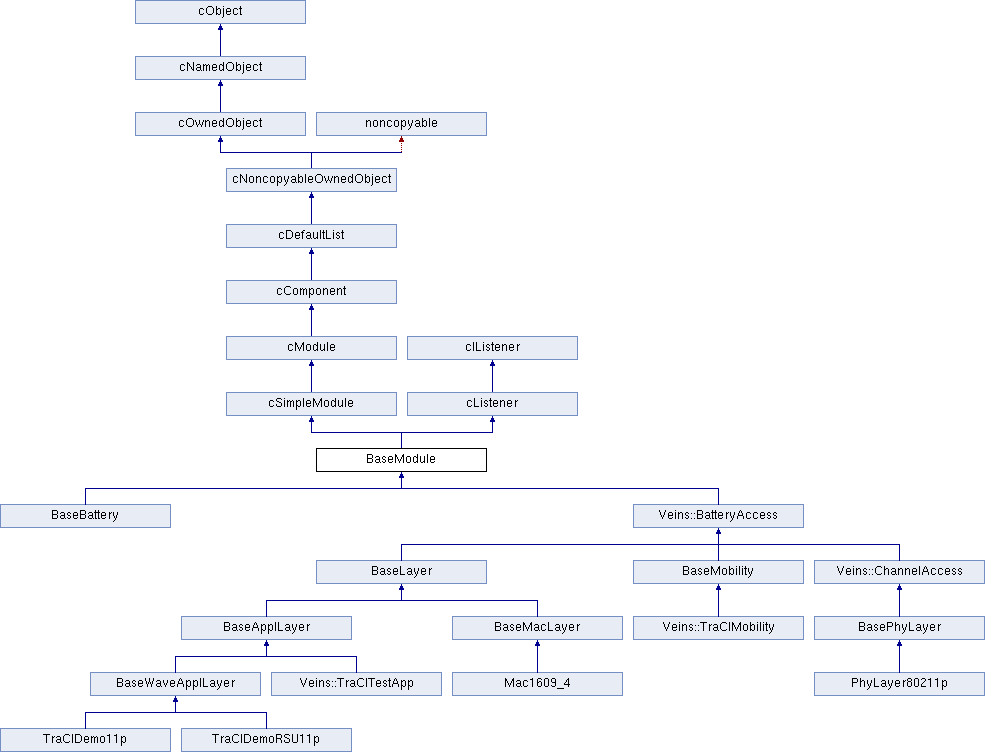 cObject
cNamedObject
cOwnedObject
noncopyable
cNoncopyableOwnedObject
cDefaultList
cComponent
cModule
cIListener
cSimpleModule
cListener
BaseModule
BaseBattery
Veins::BatteryAccess
BaseLayer
BaseMobility
Veins::ChannelAccess
BaseApplLayer
BaseMacLayer
Veins::TraCIMobility
BasePhyLayer
BaseWaveApplLayer
Veins::TraCITestApp
Mac1609_4
PhyLayer80211p
TraCIDemo11p
TraCIDemoRSU11p